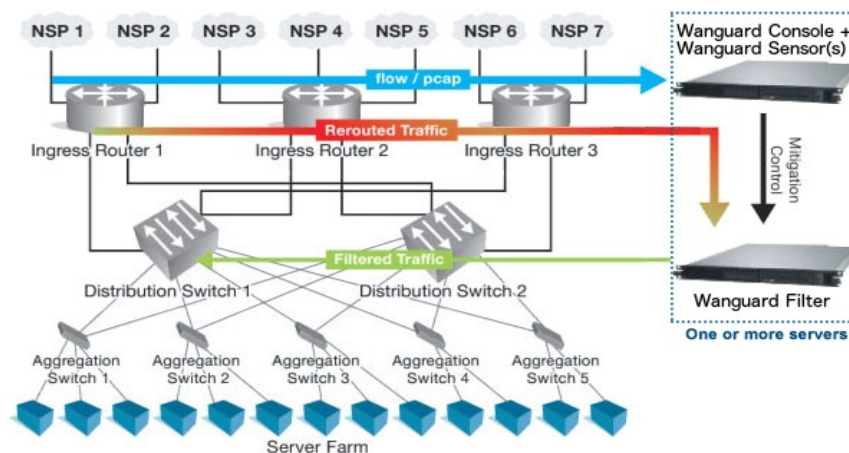 NSP 1
NSP 2
NSP 3
NSP 4
NSP 5
NSP 6
NSP 7
Wanguard Console +
Wanguard Sensor(s)
flow / pcap
Rerouted Traffic
Ingress Router 1
Ingress Router 2
Ingress Router 3
Mitigation
Control
Filtered Traffic
Distribution Switch 1
Distribution Switch 2
Wanguard Filter
One or more servers
Aggregation
Switch 1
Aggregation
Switch 2
Aggregation
Switch 3
Aggregation
Switch 4
Aggregation
Switch 5
Server Farm